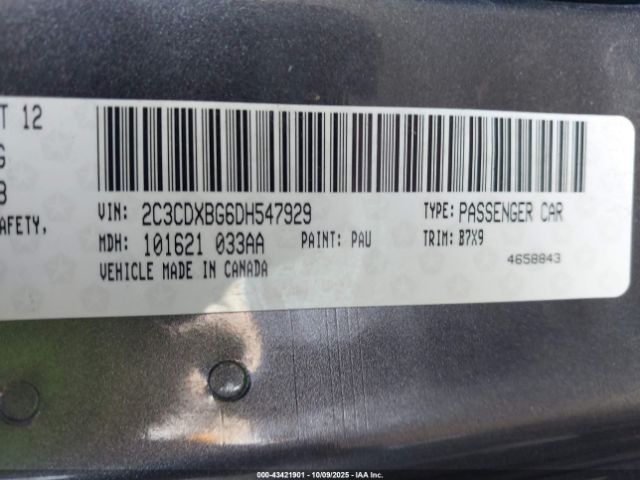 T 12
G
8
AFETY,
VIN: 2C3CDXBG6DH547929 TYPE: PASSENGER CAR
MDH: 101621 033AA PAINT: PAU TRIM: B7X9
VEHICLE MADE IN CANADA 4658843
000-43421901 | 10/09/2025 | IAA Inc.